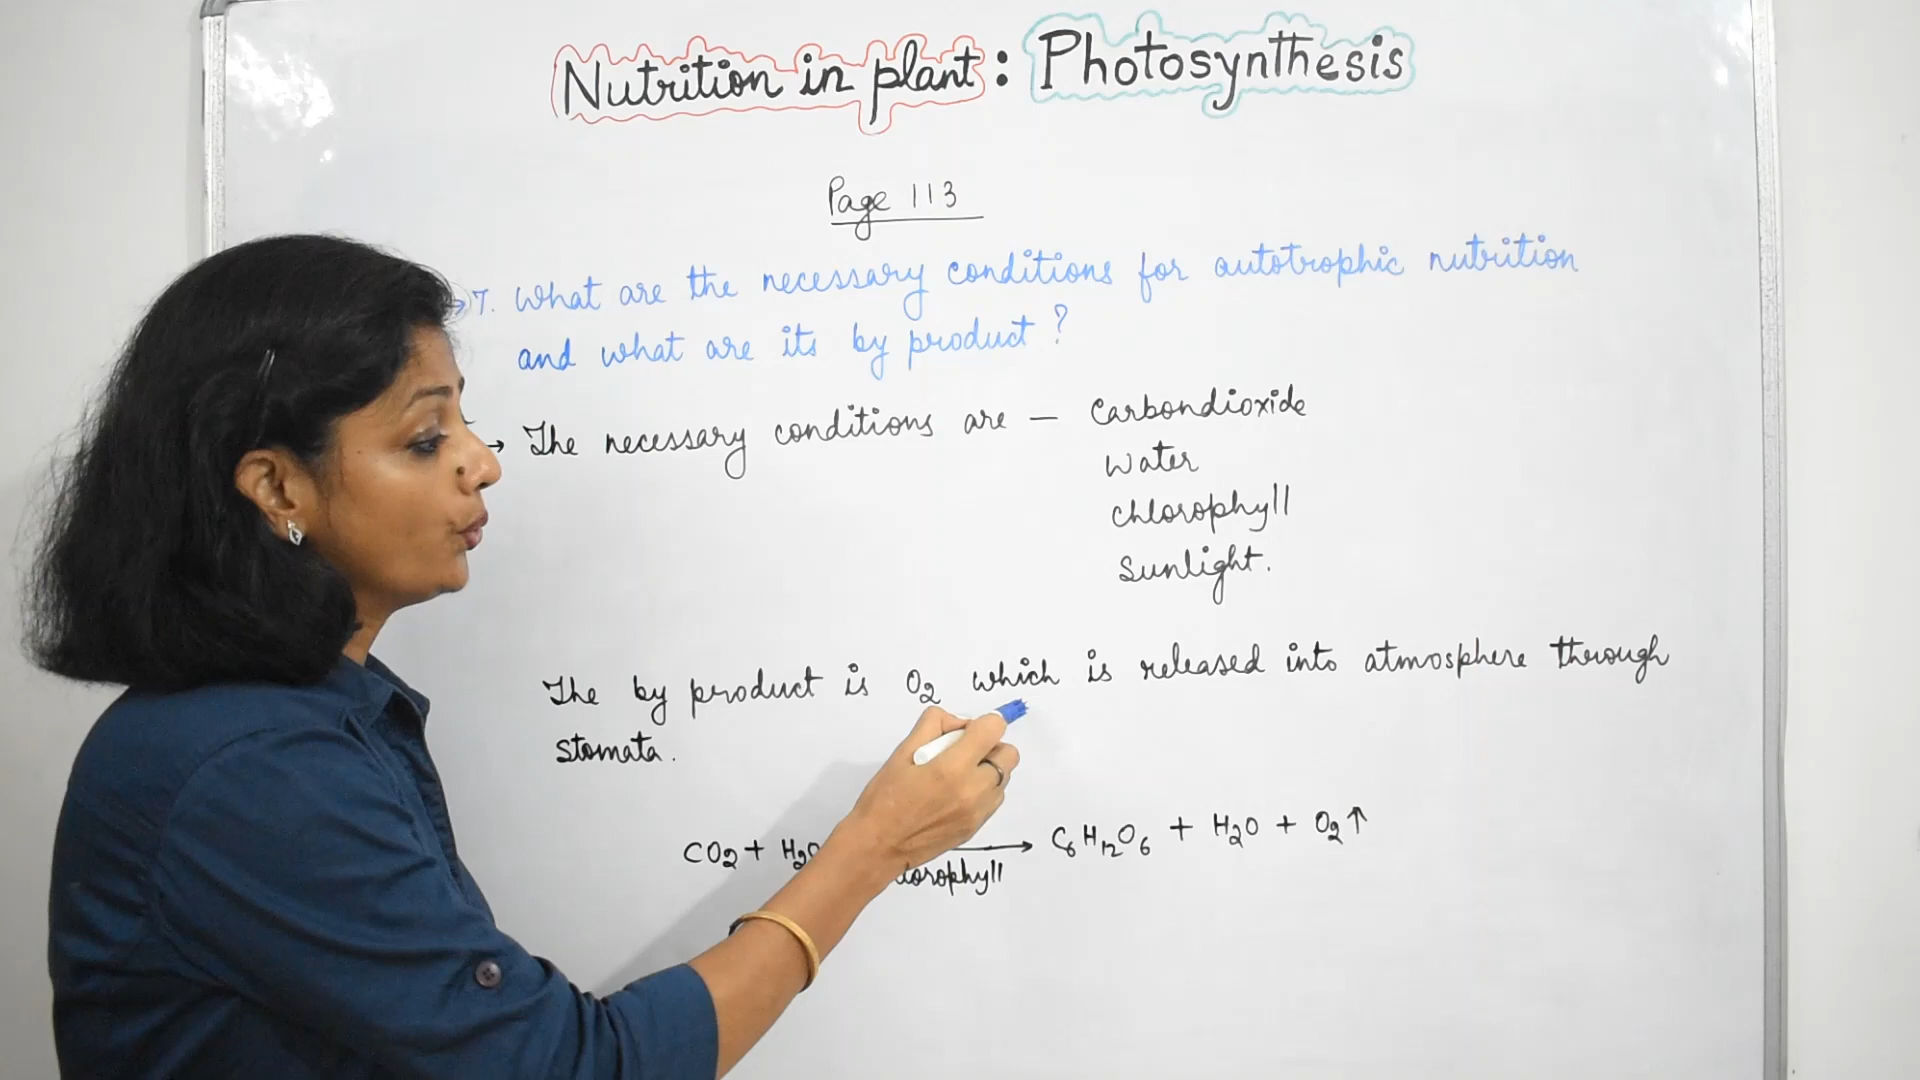 Nutrition in plant: Photosynthesis
Page 113
→ 7. What are the necessary conditions for autotrophic nutrition
and what are its by product?
→ The necessary conditions are — Carbondioxide
Water
Chlorophyll
Sunlight.
The by product is O₂ which is released into atmosphere through
stomata.
CO₂ + H₂O → C₆H₁₂O₆ + H₂O + O₂↑